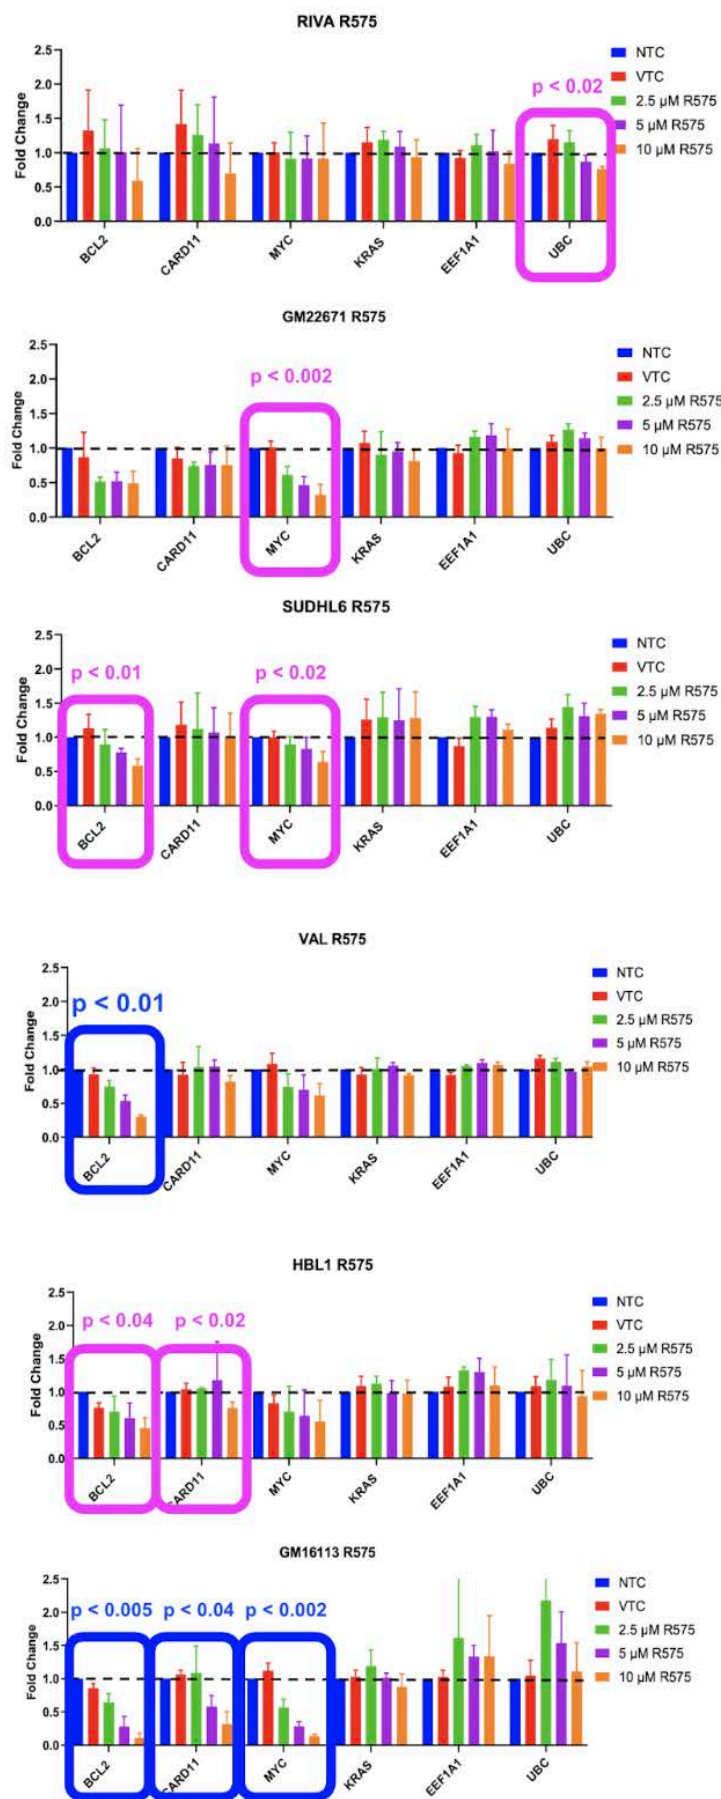 RIVA R575
Fold Change
2.5
2.0
1.5
1.0
0.5
0.0
p < 0.02
NTC
VTC
2.5 µM R575
5 µM R575
10 µM R575
BCL2
CARD11
MYC
KRAS
EEF1A1
UBC
GM22671 R575
Fold Change
2.5
2.0
1.5
1.0
0.5
0.0
p < 0.002
NTC
VTC
2.5 µM R575
5 µM R575
10 µM R575
BCL2
CARD11
MYC
KRAS
EEF1A1
UBC
SUDHL6 R575
Fold Change
2.5
2.0
1.5
1.0
0.5
0.0
p < 0.01
p < 0.02
NTC
VTC
2.5 µM R575
5 µM R575
10 µM R575
BCL2
CARD11
MYC
KRAS
EEF1A1
UBC
VAL R575
Fold Change
2.5
2.0
1.5
1.0
0.5
0.0
p < 0.01
NTC
VTC
2.5 µM R575
5 µM R575
10 µM R575
BCL2
CARD11
MYC
KRAS
EEF1A1
UBC
HBL1 R575
Fold Change
2.5
2.0
1.5
1.0
0.5
0.0
p < 0.04
p < 0.02
NTC
VTC
2.5 µM R575
5 µM R575
10 µM R575
BCL2
CARD11
MYC
KRAS
EEF1A1
UBC
GM16113 R575
Fold Change
2.5
2.0
1.5
1.0
0.5
0.0
p < 0.005
p < 0.04
p < 0.002
NTC
VTC
2.5 µM R575
5 µM R575
10 µM R575
BCL2
CARD11
MYC
KRAS
EEF1A1
UBC